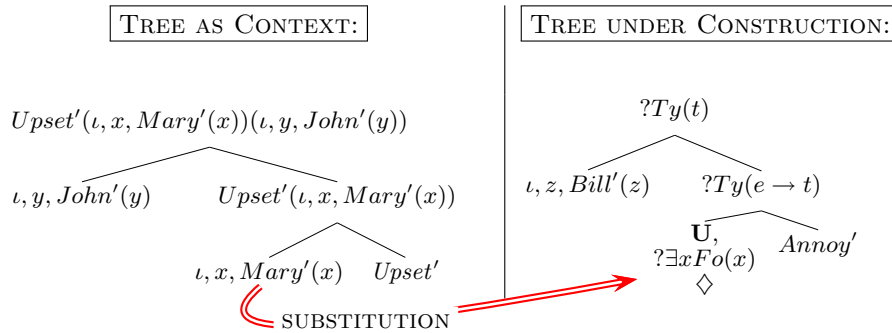 TREE AS CONTEXT:
TREE UNDER CONSTRUCTION:
Upset′(ι, x, Mary′(x))(ι, y, John′(y))
ι, y, John′(y)
Upset′(ι, x, Mary′(x))
ι, x, Mary′(x)
Upset′
SUBSTITUTION
?Ty(t)
ι, z, Bill′(z)
?Ty(e → t)
U,
?∃xFo(x)
♢
Annoy′